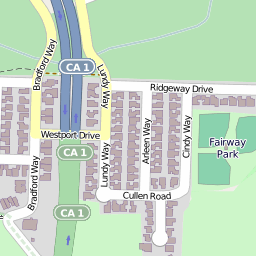 Bradford Way
CA 1
Lundy Way
Ridgeway Drive
Westport Drive
Arleen Way
Cindy Way
Fairway
Park
CA 1
Bradford Way
Lundy Way
Cullen Road
CA 1